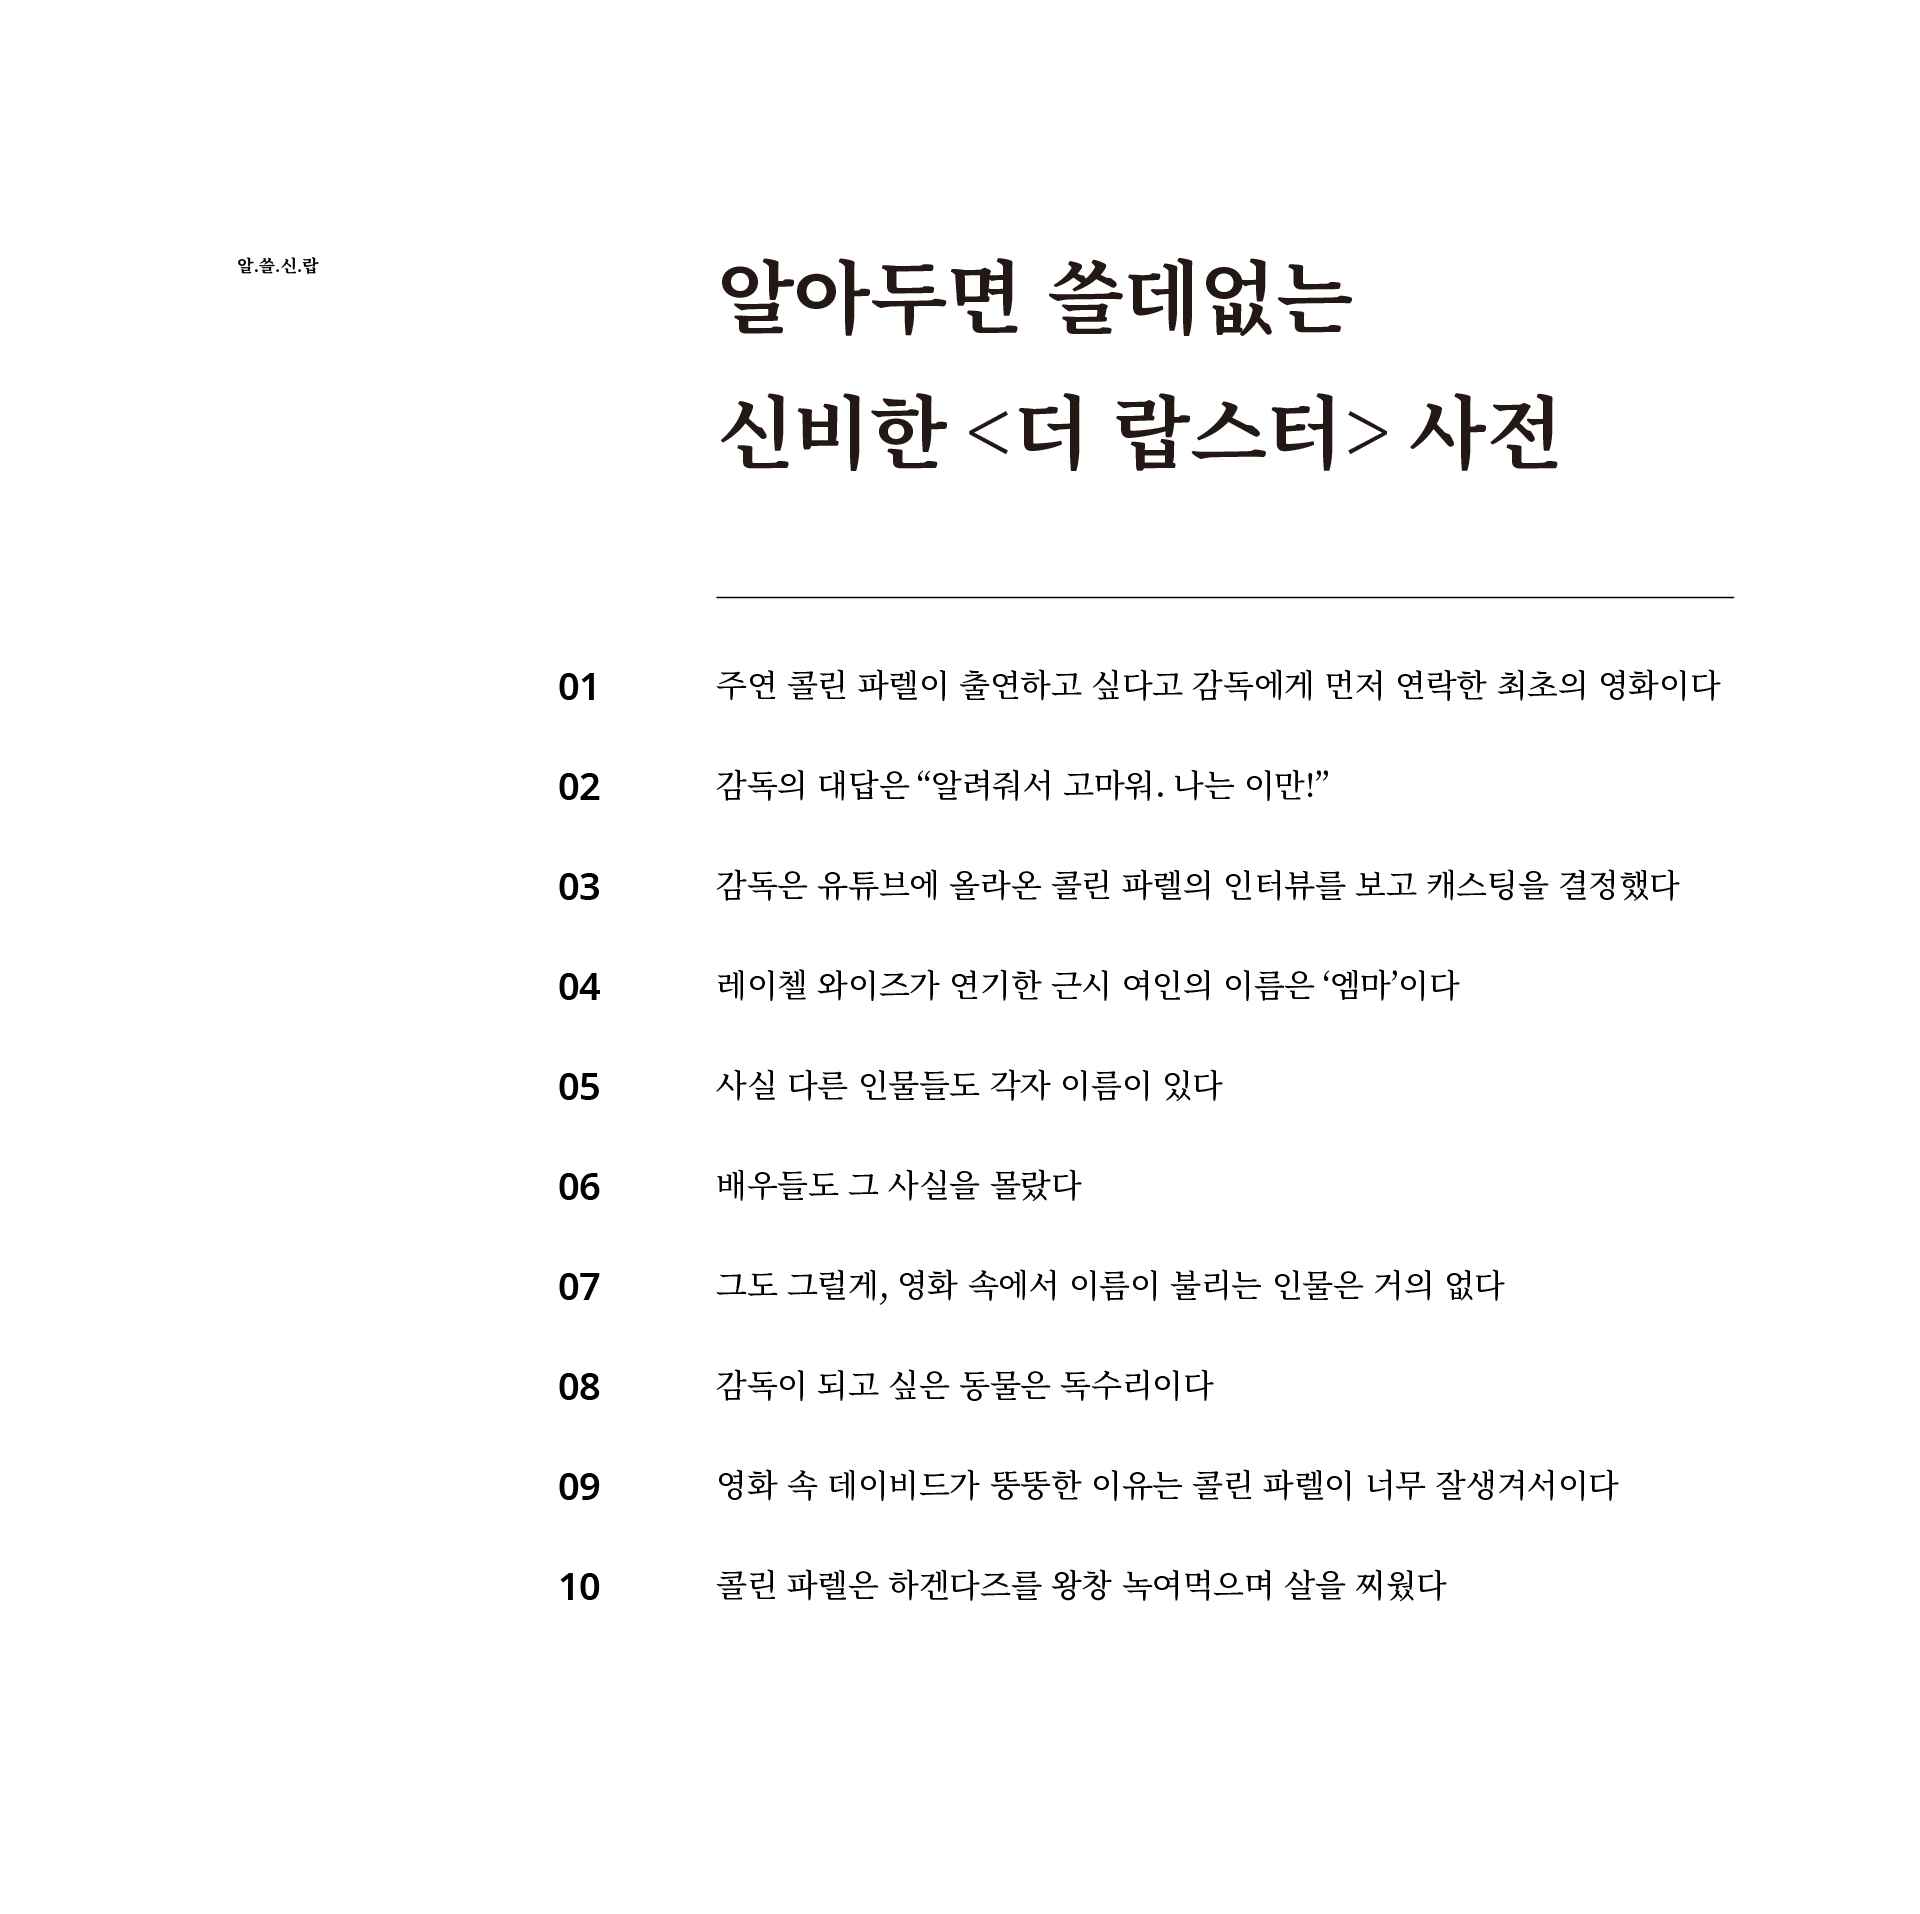 알.쓸.신.랍
알아두면 쓸데없는
신비한 <더 랍스터> 사전
01 주연 콜린 파렐이 출연하고 싶다고 감독에게 먼저 연락한 최초의 영화이다
02 감독의 대답은 “알려줘서 고마워. 나는 이만!”
03 감독은 유튜브에 올라온 콜린 파렐의 인터뷰를 보고 캐스팅을 결정했다
04 레이첼 와이즈가 연기한 근시 여인의 이름은 ‘엠마’이다
05 사실 다른 인물들도 각자 이름이 있다
06 배우들도 그 사실을 몰랐다
07 그도 그럴게, 영화 속에서 이름이 불리는 인물은 거의 없다
08 감독이 되고 싶은 동물은 독수리이다
09 영화 속 데이비드가 뚱뚱한 이유는 콜린 파렐이 너무 잘생겨서이다
10 콜린 파렐은 하겐다즈를 왕창 녹여먹으며 살을 찌웠다